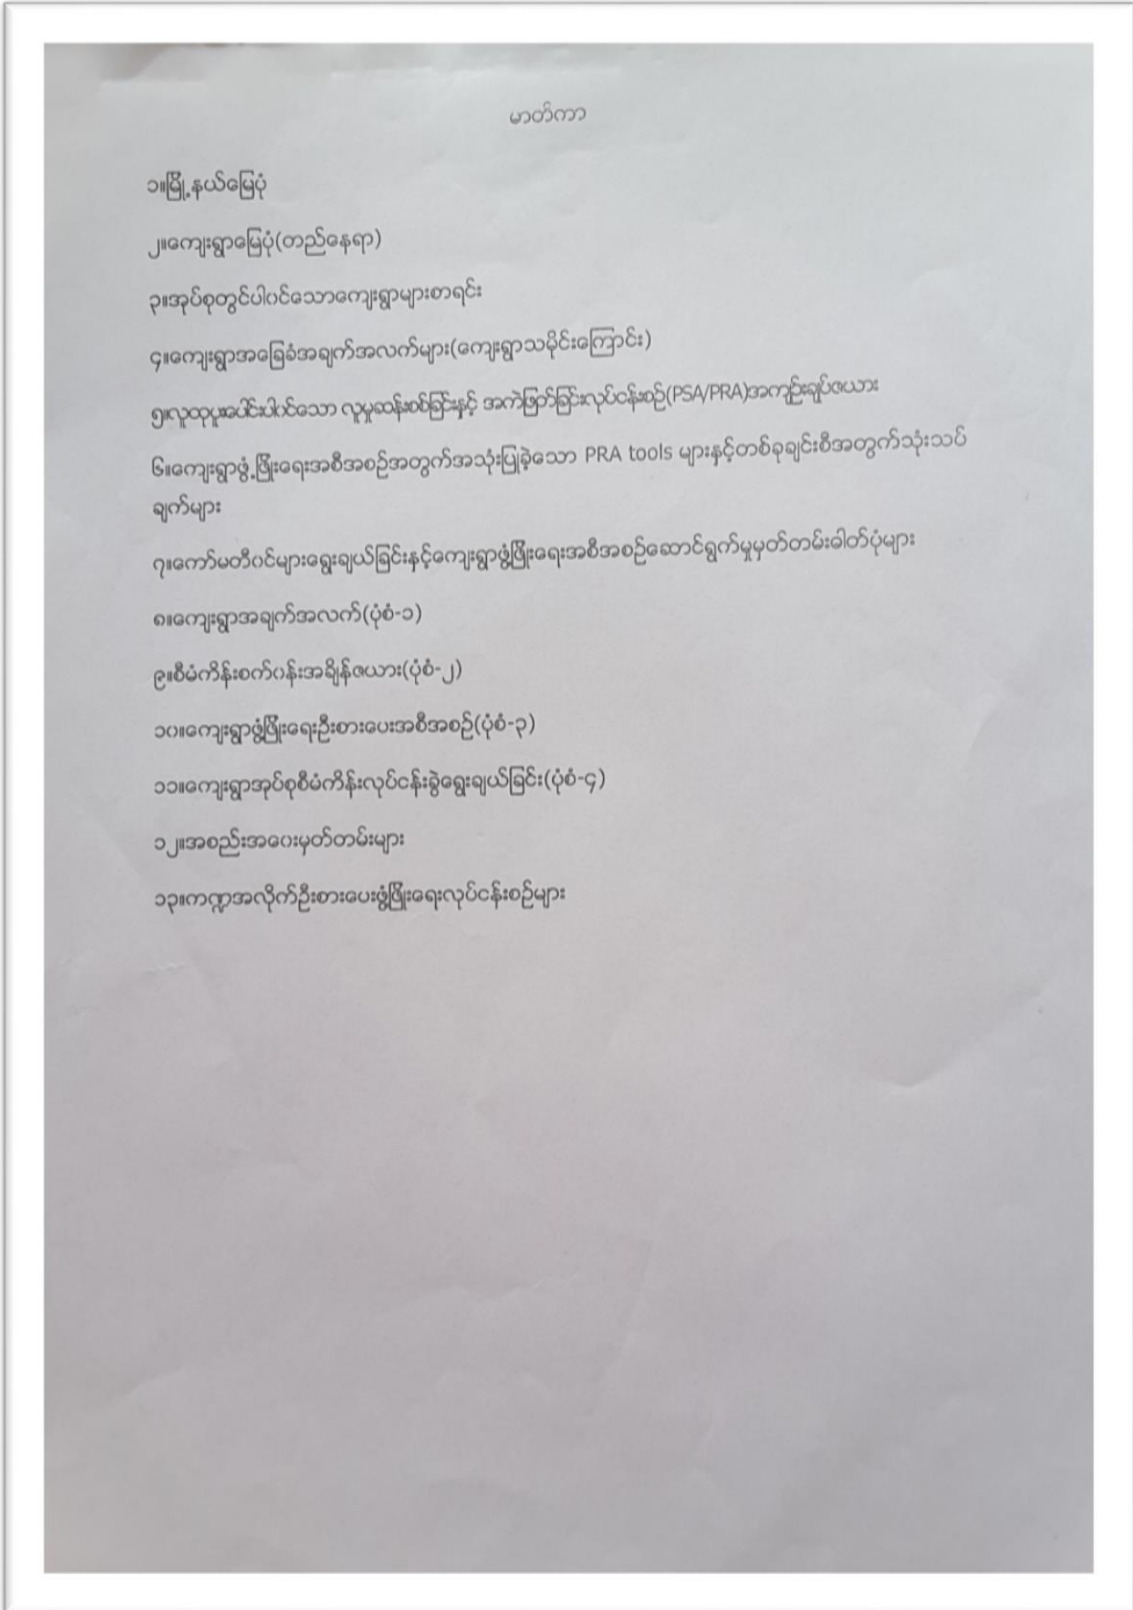 မာတိကာ
၁။မြို့နယ်မြေပုံ
၂။ကျေးရွာမြေပုံ(တည်နေရာ)
၃။အုပ်စုတွင်ပါဝင်သောကျေးရွာများစာရင်း
၄။ကျေးရွာအခြေခံအချက်အလက်များ(ကျေးရွာသမိုင်းကြောင်း)
၅။လူထုပူးပေါင်းပါဝင်သော လူမှုဆန်းစစ်ခြင်းနှင့် အကဲဖြတ်ခြင်းလုပ်ငန်းစဉ်(PSA/PRA)အကျဉ်းချုပ်ဇယား
၆။ကျေးရွာဖွံ့ဖြိုးရေးအစီအစဉ်အတွက်အသုံးပြုခဲ့သော PRA tools များနှင့်တစ်ခုချင်းစီအတွက်သုံးသပ်
ချက်များ
၇။ကော်မတီဝင်များရွေးချယ်ခြင်းနှင့်ကျေးရွာဖွံ့ဖြိုးရေးအစီအစဉ်ဆောင်ရွက်မှုမှတ်တမ်းဓါတ်ပုံများ
၈။ကျေးရွာအချက်အလက်(ပုံစံ-၁)
၉။စီမံကိန်းစက်ဝန်းအချိန်ဇယား(ပုံစံ-၂)
၁၀။ကျေးရွာဖွံ့ဖြိုးရေးဦးစားပေးအစီအစဉ်(ပုံစံ-၃)
၁၁။ကျေးရွာအုပ်စုစီမံကိန်းလုပ်ငန်းခွဲရွေးချယ်ခြင်း(ပုံစံ-၄)
၁၂။အစည်းအဝေးမှတ်တမ်းများ
၁၃။ကဏ္ဍအလိုက်ဦးစားပေးဖွံ့ဖြိုးရေးလုပ်ငန်းစဉ်များ